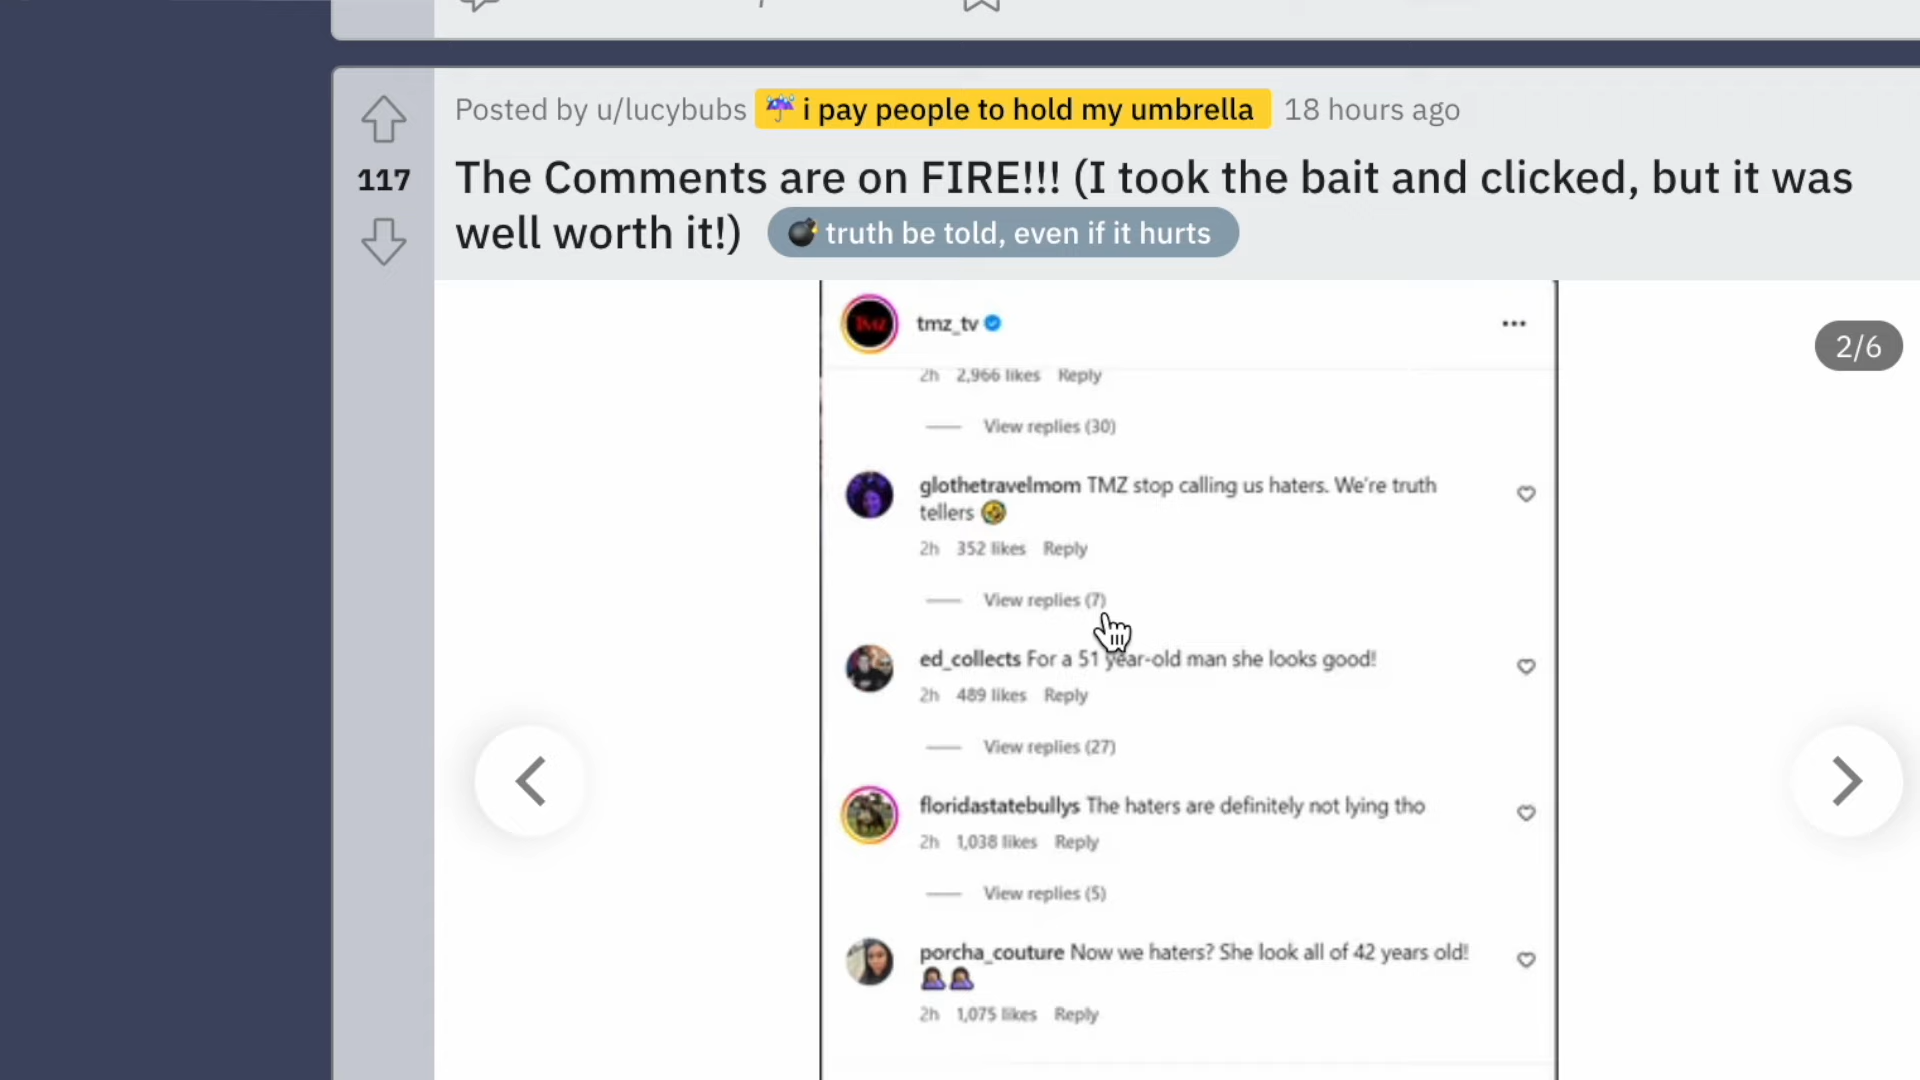 Posted by u/lucybubs i pay people to hold my umbrella 18 hours ago
117
The Comments are on FIRE!!! (I took the bait and clicked, but it was
well worth it!) truth be told, even if it hurts
TMZ tmz_tv
2/6
2h 2,966 likes Reply
View replies (30)
glothetravelmom TMZ stop calling us haters. We're truth
tellers
2h 352 likes Reply
View replies (7)
ed_collects For a 51 year-old man she looks good!
2h 489 likes Reply
View replies (27)
floridastatebullys The haters are definitely not lying tho
2h 1,038 likes Reply
View replies (5)
porcha_couture Now we haters? She look all of 42 years old!
2h 1,075 likes Reply